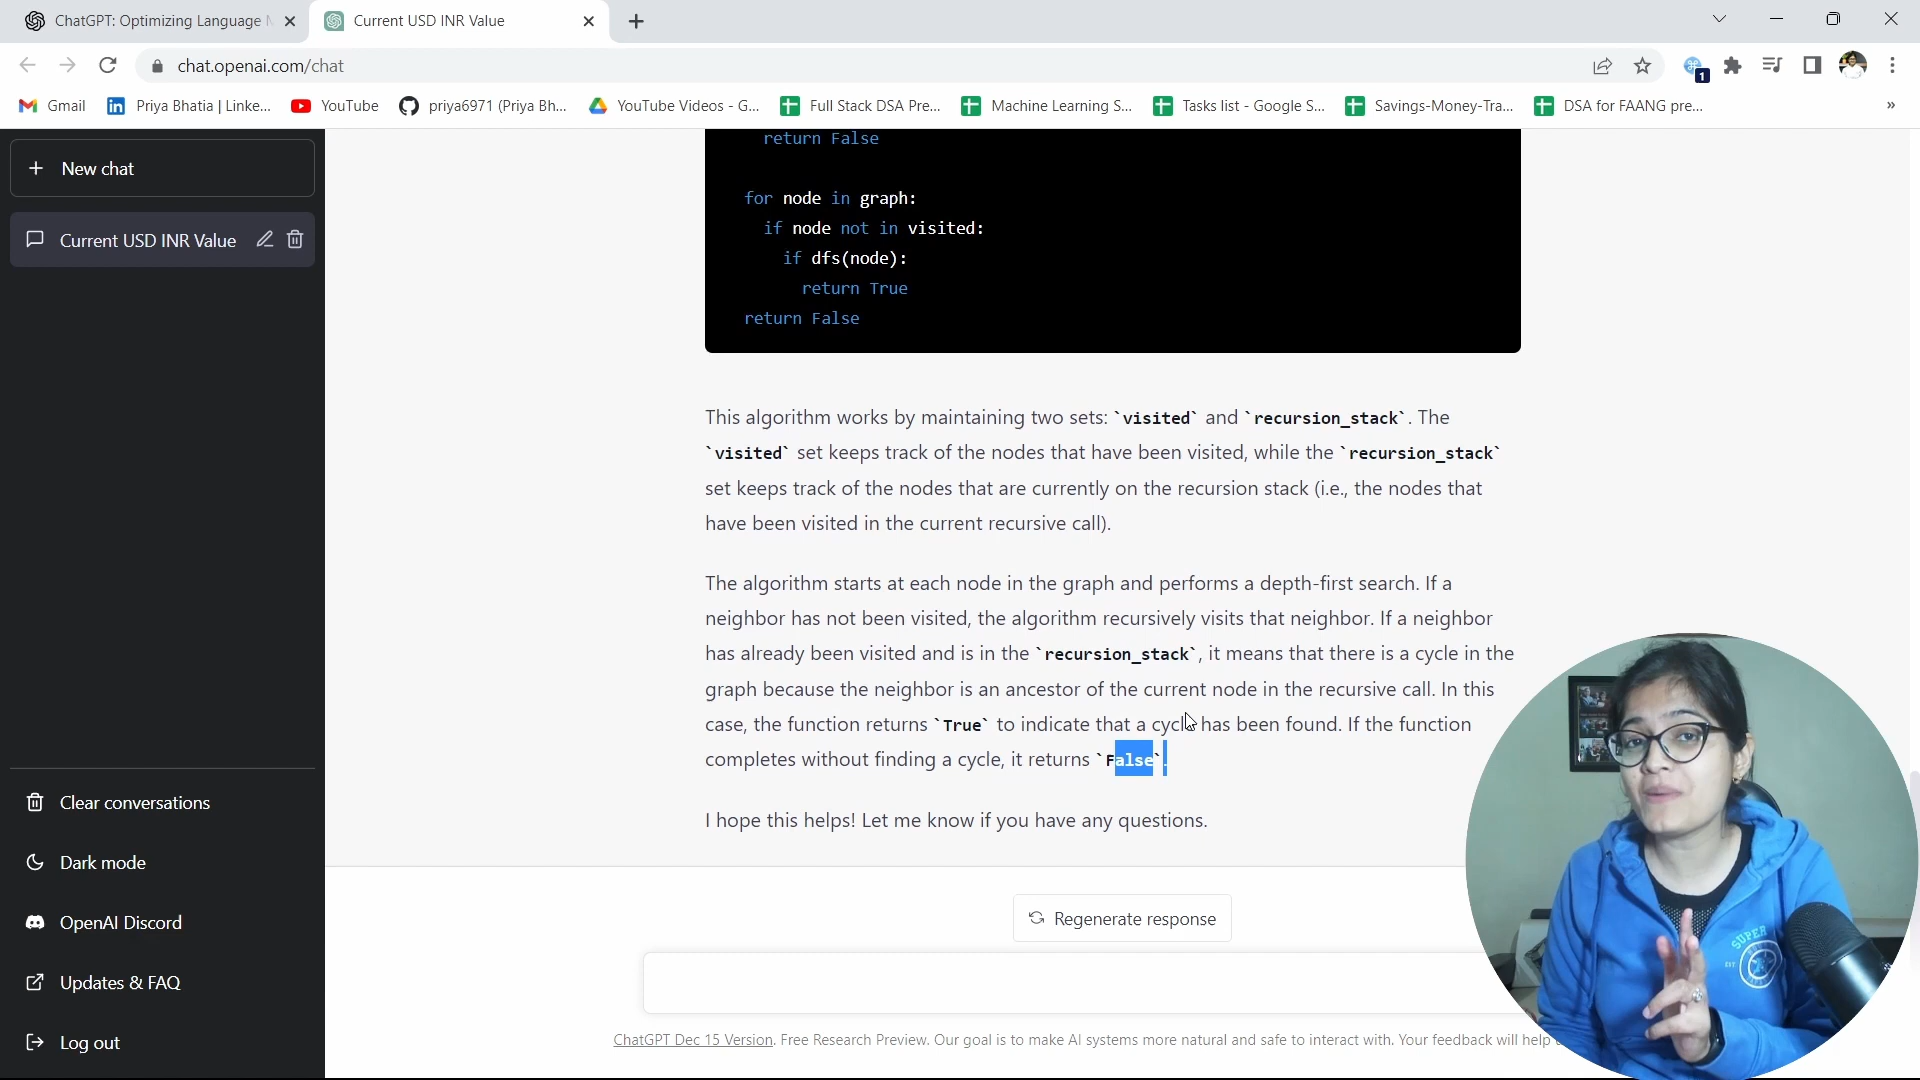 ChatGPT: Optimizing Language M
Current USD INR Value
chat.openai.com/chat
1
Gmail
Priya Bhatia | Linke...
YouTube
priya6971 (Priya Bh...
YouTube Videos - G...
Full Stack DSA Pre...
Machine Learning S...
Tasks list - Google S...
Savings-Money-Tra...
DSA for FAANG pre...
»
New chat
Current USD INR Value
Clear conversations
Dark mode
OpenAI Discord
Updates & FAQ
Log out
return False
for node in graph:
if node not in visited:
if dfs(node):
return True
return False
This algorithm works by maintaining two sets: `visited` and `recursion_stack`. The
`visited` set keeps track of the nodes that have been visited, while the `recursion_stack`
set keeps track of the nodes that are currently on the recursion stack (i.e., the nodes that
have been visited in the current recursive call).
The algorithm starts at each node in the graph and performs a depth-first search. If a
neighbor has not been visited, the algorithm recursively visits that neighbor. If a neighbor
has already been visited and is in the `recursion_stack`, it means that there is a cycle in the
graph because the neighbor is an ancestor of the current node in the recursive call. In this
case, the function returns `True` to indicate that a cycle has been found. If the function
completes without finding a cycle, it returns `False`.
I hope this helps! Let me know if you have any questions.
Regenerate response
ChatGPT Dec 15 Version. Free Research Preview. Our goal is to make AI systems more natural and safe to interact with. Your feedback will help
SUPER